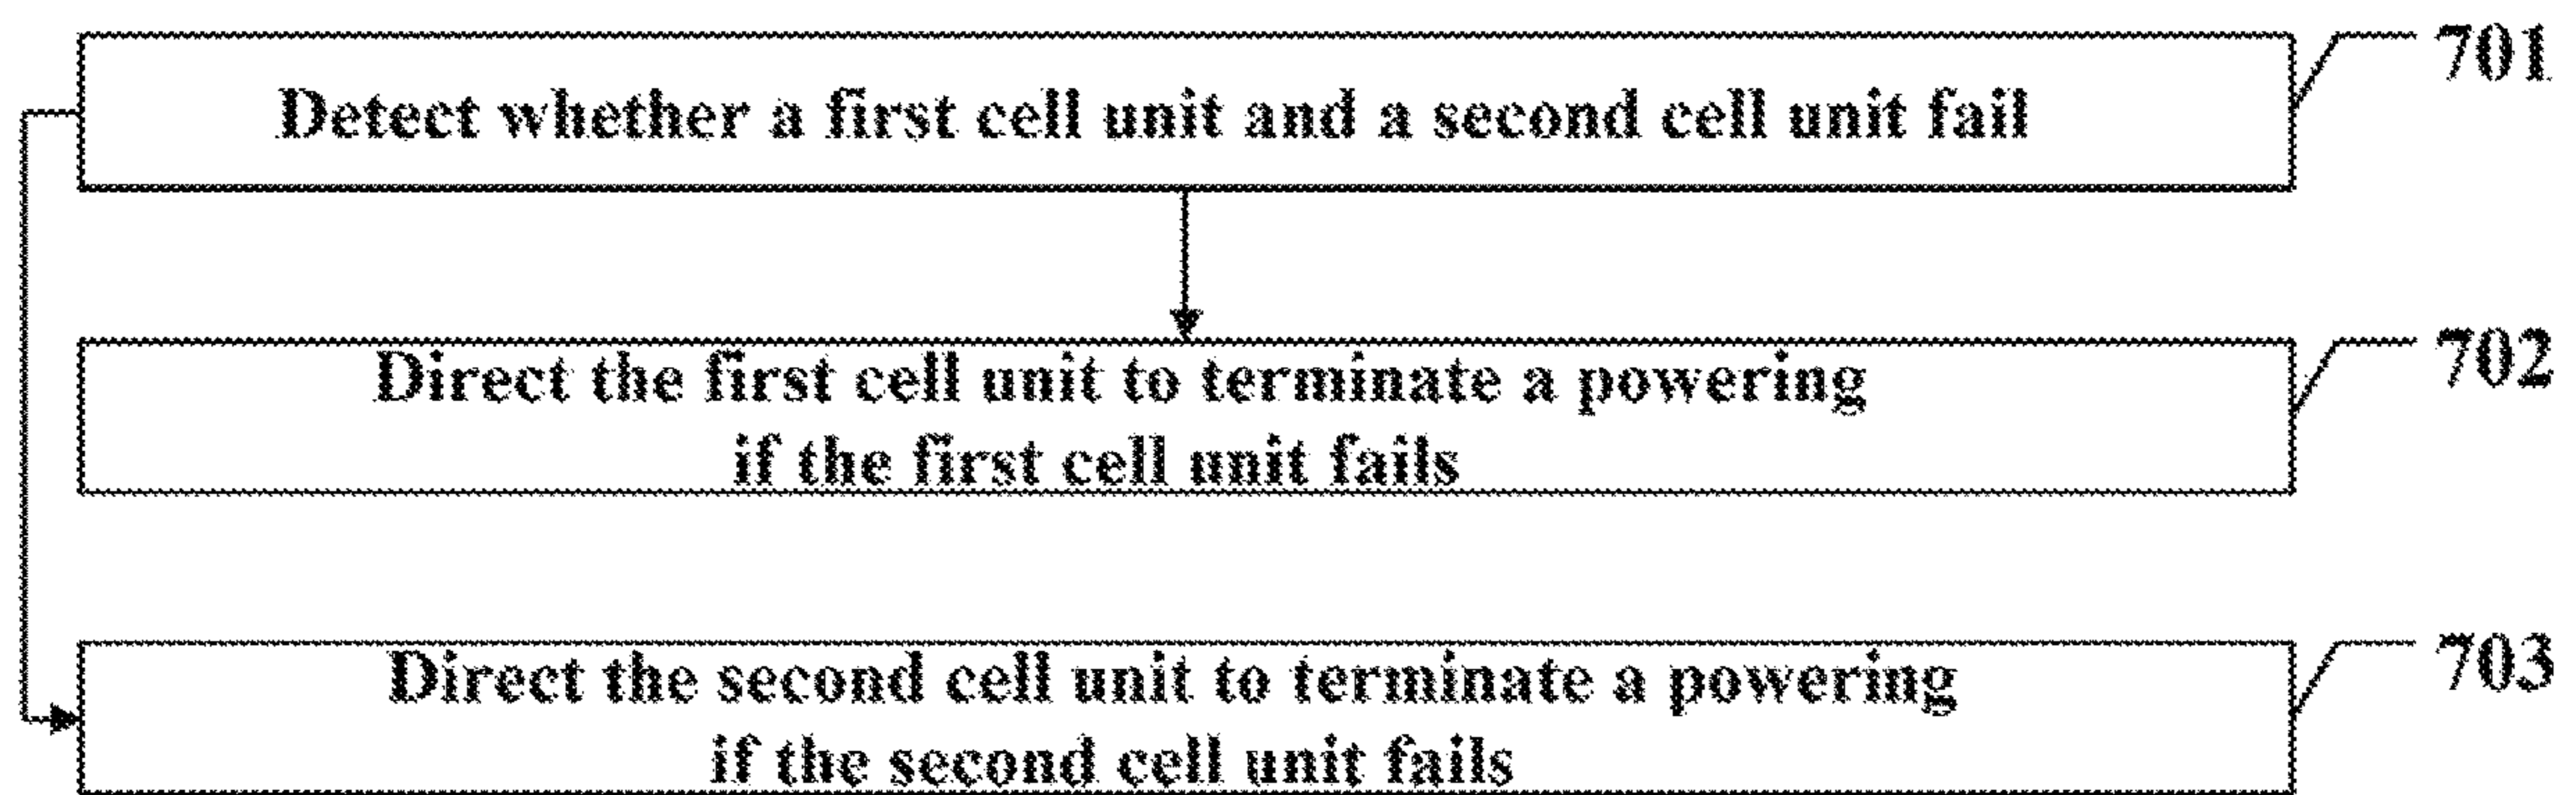 Detect whether a first cell unit and a second cell unit fail
701
Direct the first cell unit to terminate a powering
if the first cell unit fails
702
Direct the second cell unit to terminate a powering
if the second cell unit fails
703